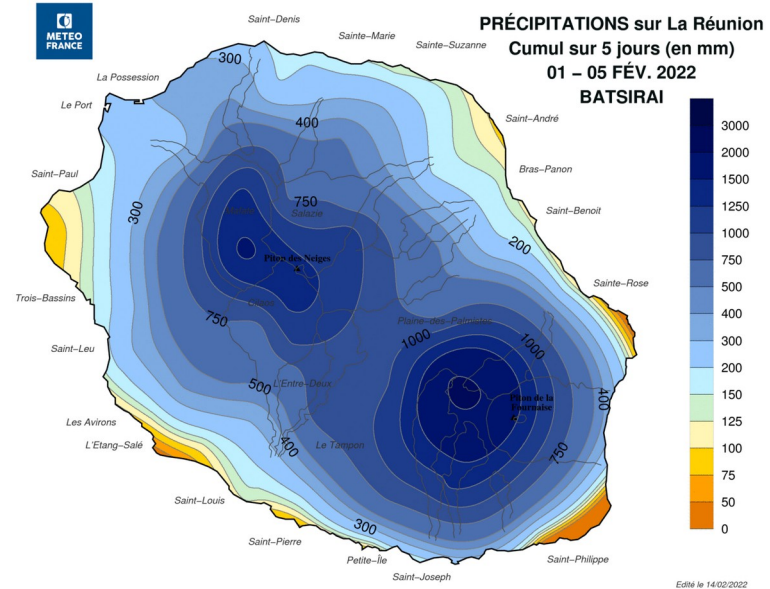 METEO
FRANCE
PRÉCIPITATIONS sur La Réunion
Cumul sur 5 jours (en mm)
01 – 05 FÉV. 2022
BATSIRAI
Saint–Denis
Sainte–Marie
Sainte–Suzanne
La Possession
Le Port
Saint–André
Saint–Paul
Bras–Panon
Saint–Benoit
Salazie
Piton des Neiges
Cilaos
Trois–Bassins
Sainte–Rose
Plaine–des–Palmistes
Saint–Leu
L'Entre–Deux
Piton de la
Fournaise
Les Avirons
L'Etang–Salé
Le Tampon
Saint–Louis
Saint–Pierre
Petite–Île
Saint–Joseph
Saint–Philippe
300
400
750
300
200
750
1000
1000
500
400
400
750
300
3000
2000
1500
1250
1000
750
500
400
300
200
150
125
100
75
50
0
Edité le 14/02/2022